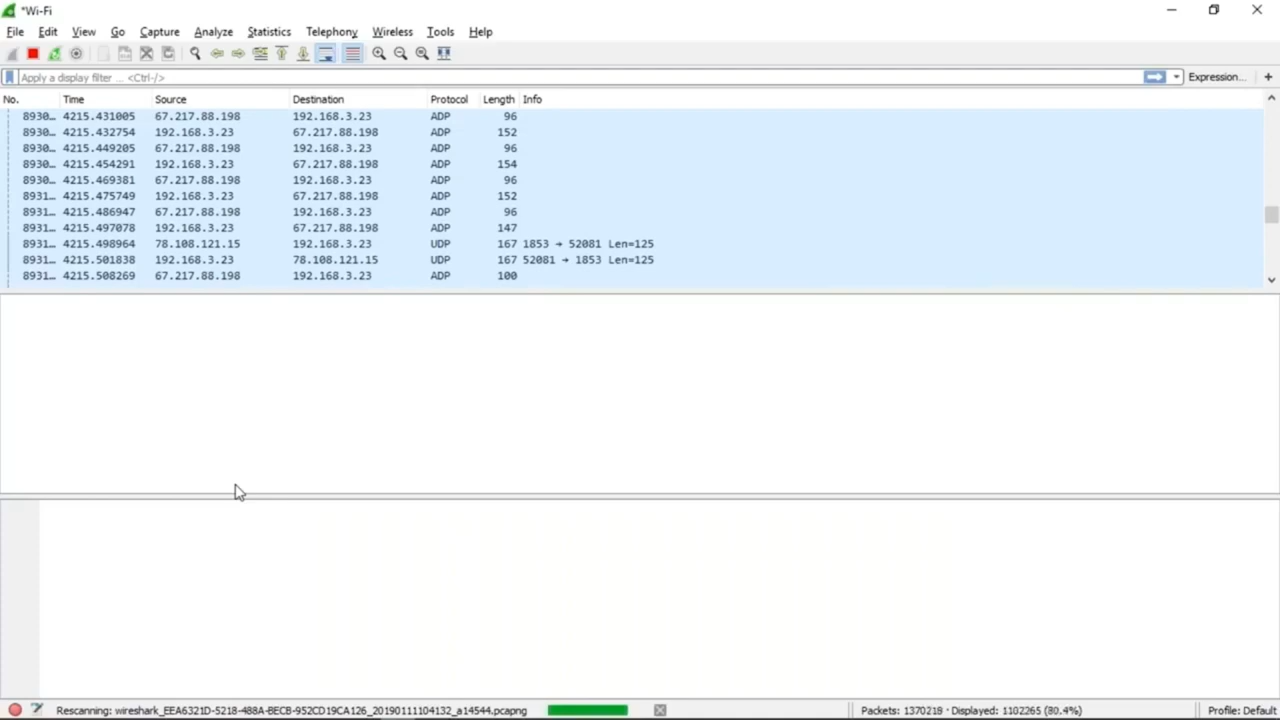 *Wi-Fi
File Edit View Go Capture Analyze Statistics Telephony Wireless Tools Help
Apply a display filter ... <Ctrl-/> Expression... +
No. Time Source Destination Protocol Length Info
8930... 4215.431005 67.217.88.198 192.168.3.23 ADP 96
8930... 4215.432754 192.168.3.23 67.217.88.198 ADP 152
8930... 4215.449205 67.217.88.198 192.168.3.23 ADP 96
8930... 4215.454291 192.168.3.23 67.217.88.198 ADP 154
8930... 4215.469381 67.217.88.198 192.168.3.23 ADP 96
8931... 4215.475749 192.168.3.23 67.217.88.198 ADP 152
8931... 4215.486947 67.217.88.198 192.168.3.23 ADP 96
8931... 4215.497078 192.168.3.23 67.217.88.198 ADP 147
8931... 4215.498964 78.108.121.15 192.168.3.23 UDP 167 1853 → 52081 Len=125
8931... 4215.501838 192.168.3.23 78.108.121.15 UDP 167 52081 → 1853 Len=125
8931... 4215.508269 67.217.88.198 192.168.3.23 ADP 100
Rescanning: wireshark_EEA6321D-5218-488A-BECB-952CD19CA126_20190111104132_a14544.pcapng Packets: 1370218 · Displayed: 1102265 (80.4%) Profile: Default